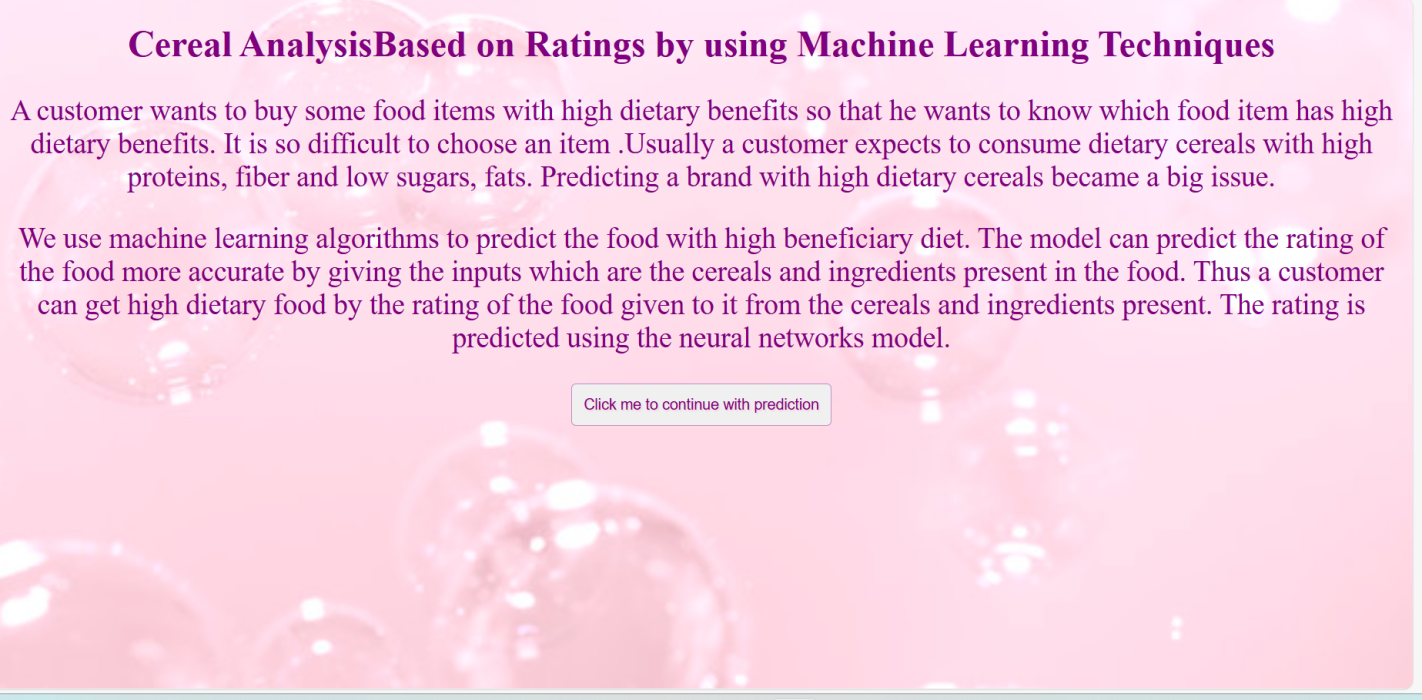 Cereal AnalysisBased on Ratings by using Machine Learning Techniques
A customer wants to buy some food items with high dietary benefits so that he wants to know which food item has high
dietary benefits. It is so difficult to choose an item .Usually a customer expects to consume dietary cereals with high
proteins, fiber and low sugars, fats. Predicting a brand with high dietary cereals became a big issue.
We use machine learning algorithms to predict the food with high beneficiary diet. The model can predict the rating of
the food more accurate by giving the inputs which are the cereals and ingredients present in the food. Thus a customer
can get high dietary food by the rating of the food given to it from the cereals and ingredients present. The rating is
predicted using the neural networks model.
Click me to continue with prediction